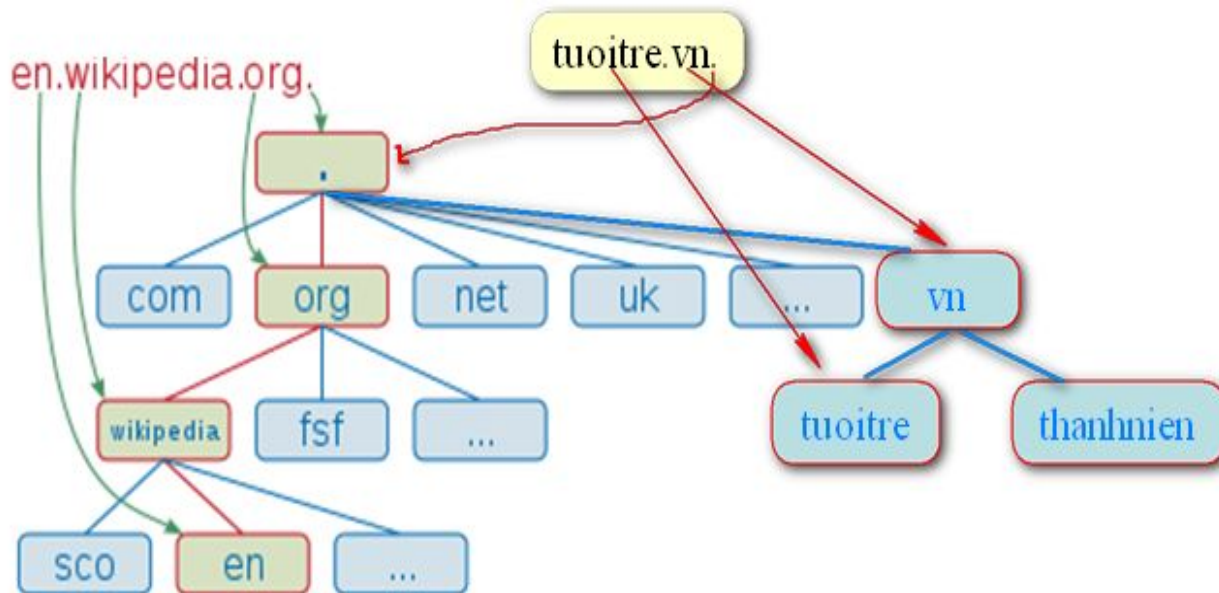 tuoitre.vn.
en.wikipedia.org.
.
com org net uk ... vn
wikipedia fsf ... tuoitre thanhnien
sco en ...